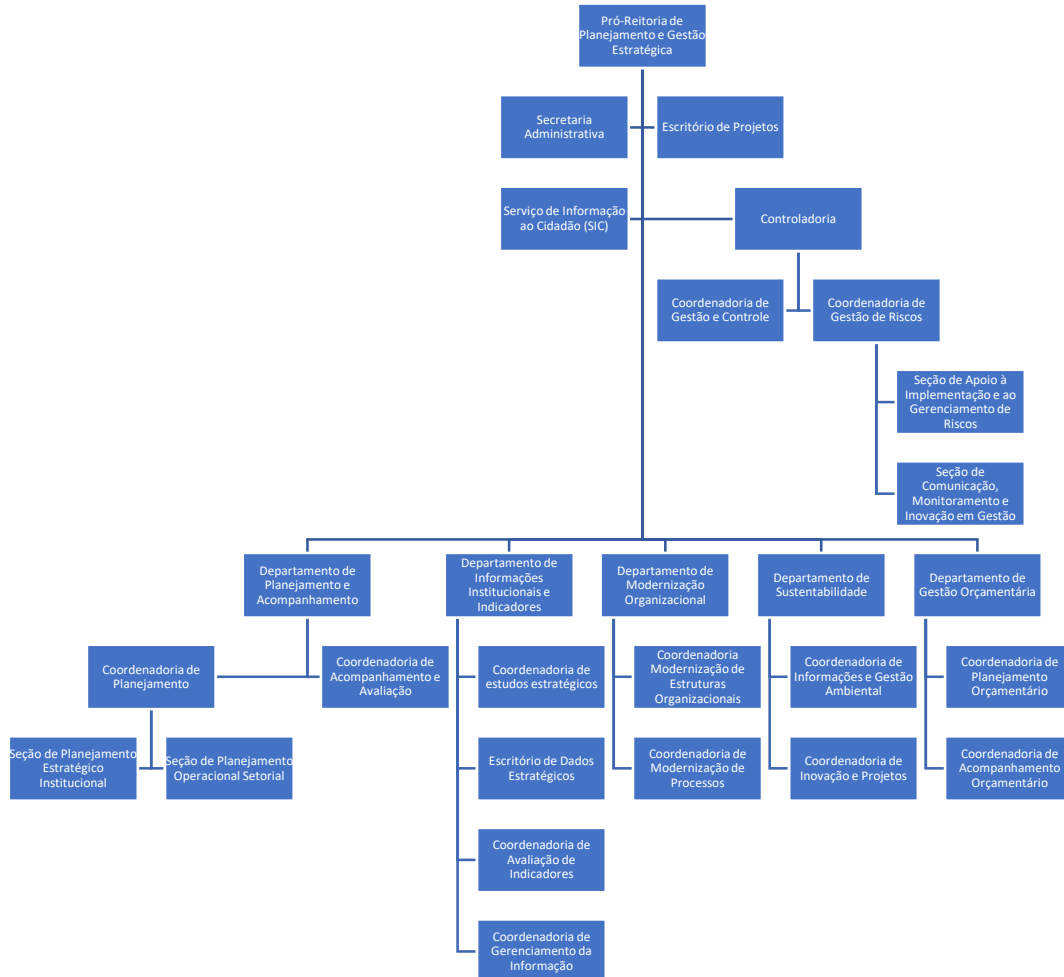 Pró-Reitoria de
Planejamento e Gestão
Estratégica
Secretaria
Administrativa
Escritório de Projetos
Serviço de Informação
ao Cidadão (SIC)
Controladoria
Coordenadoria de
Gestão e Controle
Coordenadoria de
Gestão de Riscos
Seção de Apoio à
Implementação e ao
Gerenciamento de
Riscos
Seção de
Comunicação,
Monitoramento e
Inovação em Gestão
Departamento de
Planejamento e
Acompanhamento
Departamento de
Informações
Institucionais e
Indicadores
Departamento de
Modernização
Organizacional
Departamento de
Sustentabilidade
Departamento de
Gestão Orçamentária
Coordenadoria de
Planejamento
Coordenadoria de
Acompanhamento e
Avaliação
Coordenadoria de
estudos estratégicos
Coordenadoria
Modernização de
Estruturas
Organizacionais
Coordenadoria de
Informações e Gestão
Ambiental
Coordenadoria de
Planejamento
Orçamentário
Seção de Planejamento
Estratégico
Institucional
Seção de Planejamento
Operacional Setorial
Escritório de Dados
Estratégicos
Coordenadoria de
Modernização de
Processos
Coordenadoria de
Inovação e Projetos
Coordenadoria de
Acompanhamento
Orçamentário
Coordenadoria de
Avaliação de
Indicadores
Coordenadoria de
Gerenciamento da
Informação